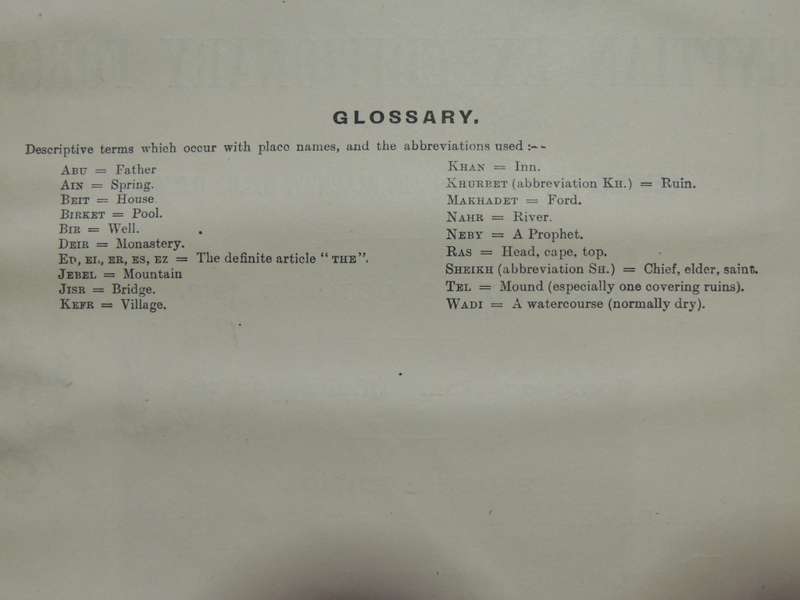 GLOSSARY.
Descriptive terms which occur with place names, and the abbreviations used :--
ABU = Father
AIN = Spring.
BEIT = House
BIRKET = Pool.
BIR = Well.
DEIR = Monastery.
ED, EL, ER, ES, EZ = The definite article "THE".
JEBEL = Mountain
JISR = Bridge.
KEFR = Village.
KHAN = Inn.
KHURBET (abbreviation KH.) = Ruin.
MAKHADET = Ford.
NAHR = River.
NEBY = A Prophet.
RAS = Head, cape, top.
SHEIKH (abbreviation SH.) = Chief, elder, saint.
TEL = Mound (especially one covering ruins).
WADI = A watercourse (normally dry).